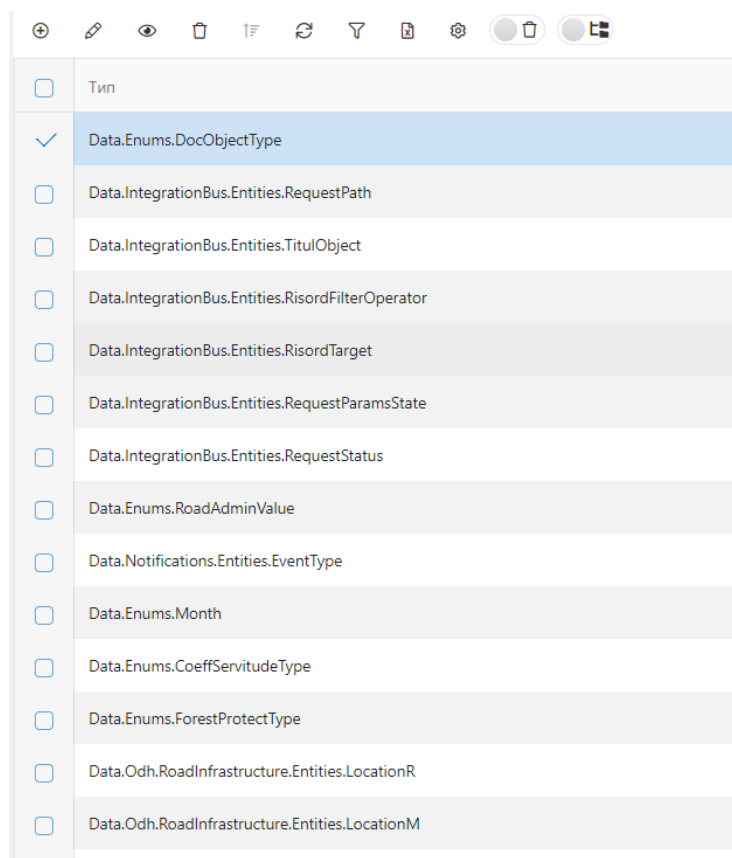 Тип
Data.Enums.DocObjectType
Data.IntegrationBus.Entities.RequestPath
Data.IntegrationBus.Entities.TitulObject
Data.IntegrationBus.Entities.RisordFilterOperator
Data.IntegrationBus.Entities.RisordTarget
Data.IntegrationBus.Entities.RequestParamsState
Data.IntegrationBus.Entities.RequestStatus
Data.Enums.RoadAdminValue
Data.Notifications.Entities.EventType
Data.Enums.Month
Data.Enums.CoeffServitudeType
Data.Enums.ForestProtectType
Data.Odh.RoadInfrastructure.Entities.LocationR
Data.Odh.RoadInfrastructure.Entities.LocationM